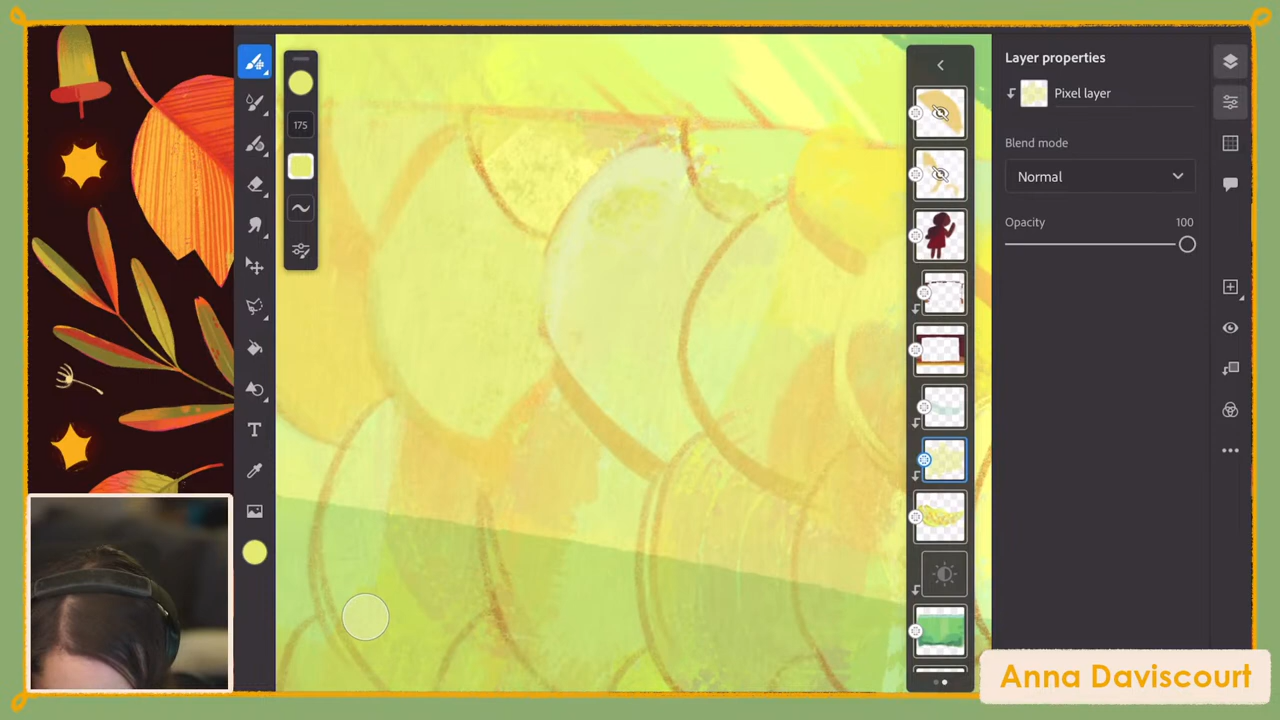 175
T
Layer properties
Pixel layer
Blend mode
Normal
Opacity 100
Anna Daviscourt